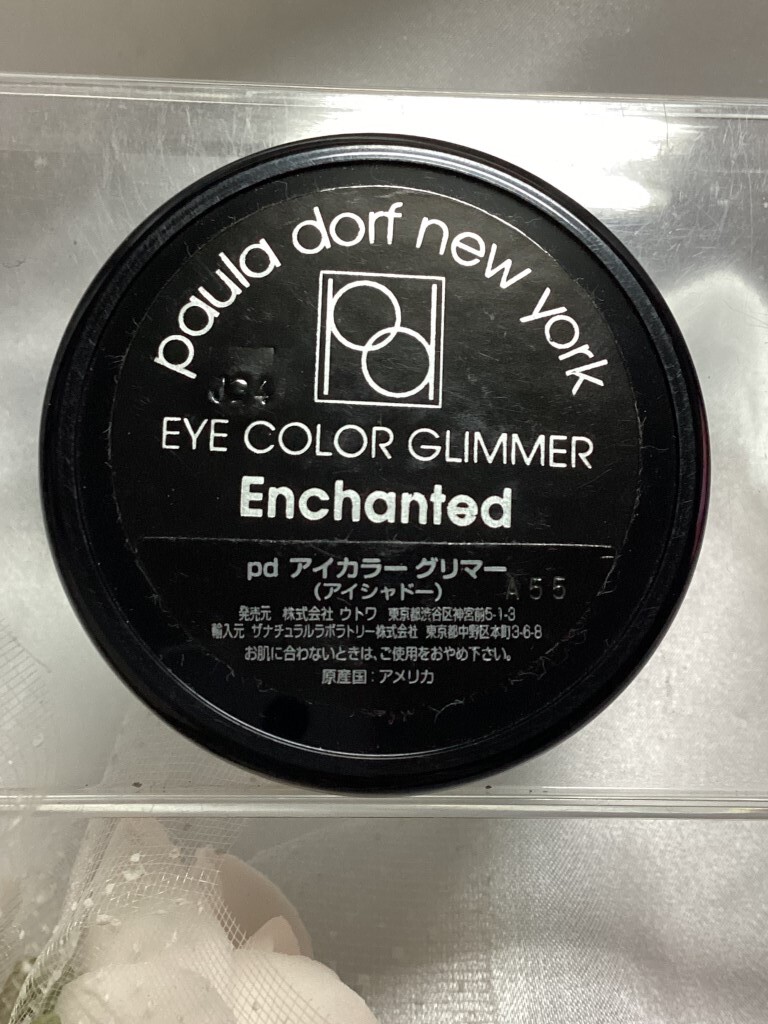 paula dorf new york
pd
EYE COLOR GLIMMER
Enchanted
pd アイカラー グリマー
(アイシャドー)
A55
発売元 株式会社 ウトワ 東京都渋谷区神宮前5-1-3
輸入元 ザナチュラルラボラトリー株式会社 東京都中野区本町3-6-8
お肌に合わないときは、ご使用をおやめ下さい。
原産国:アメリカ